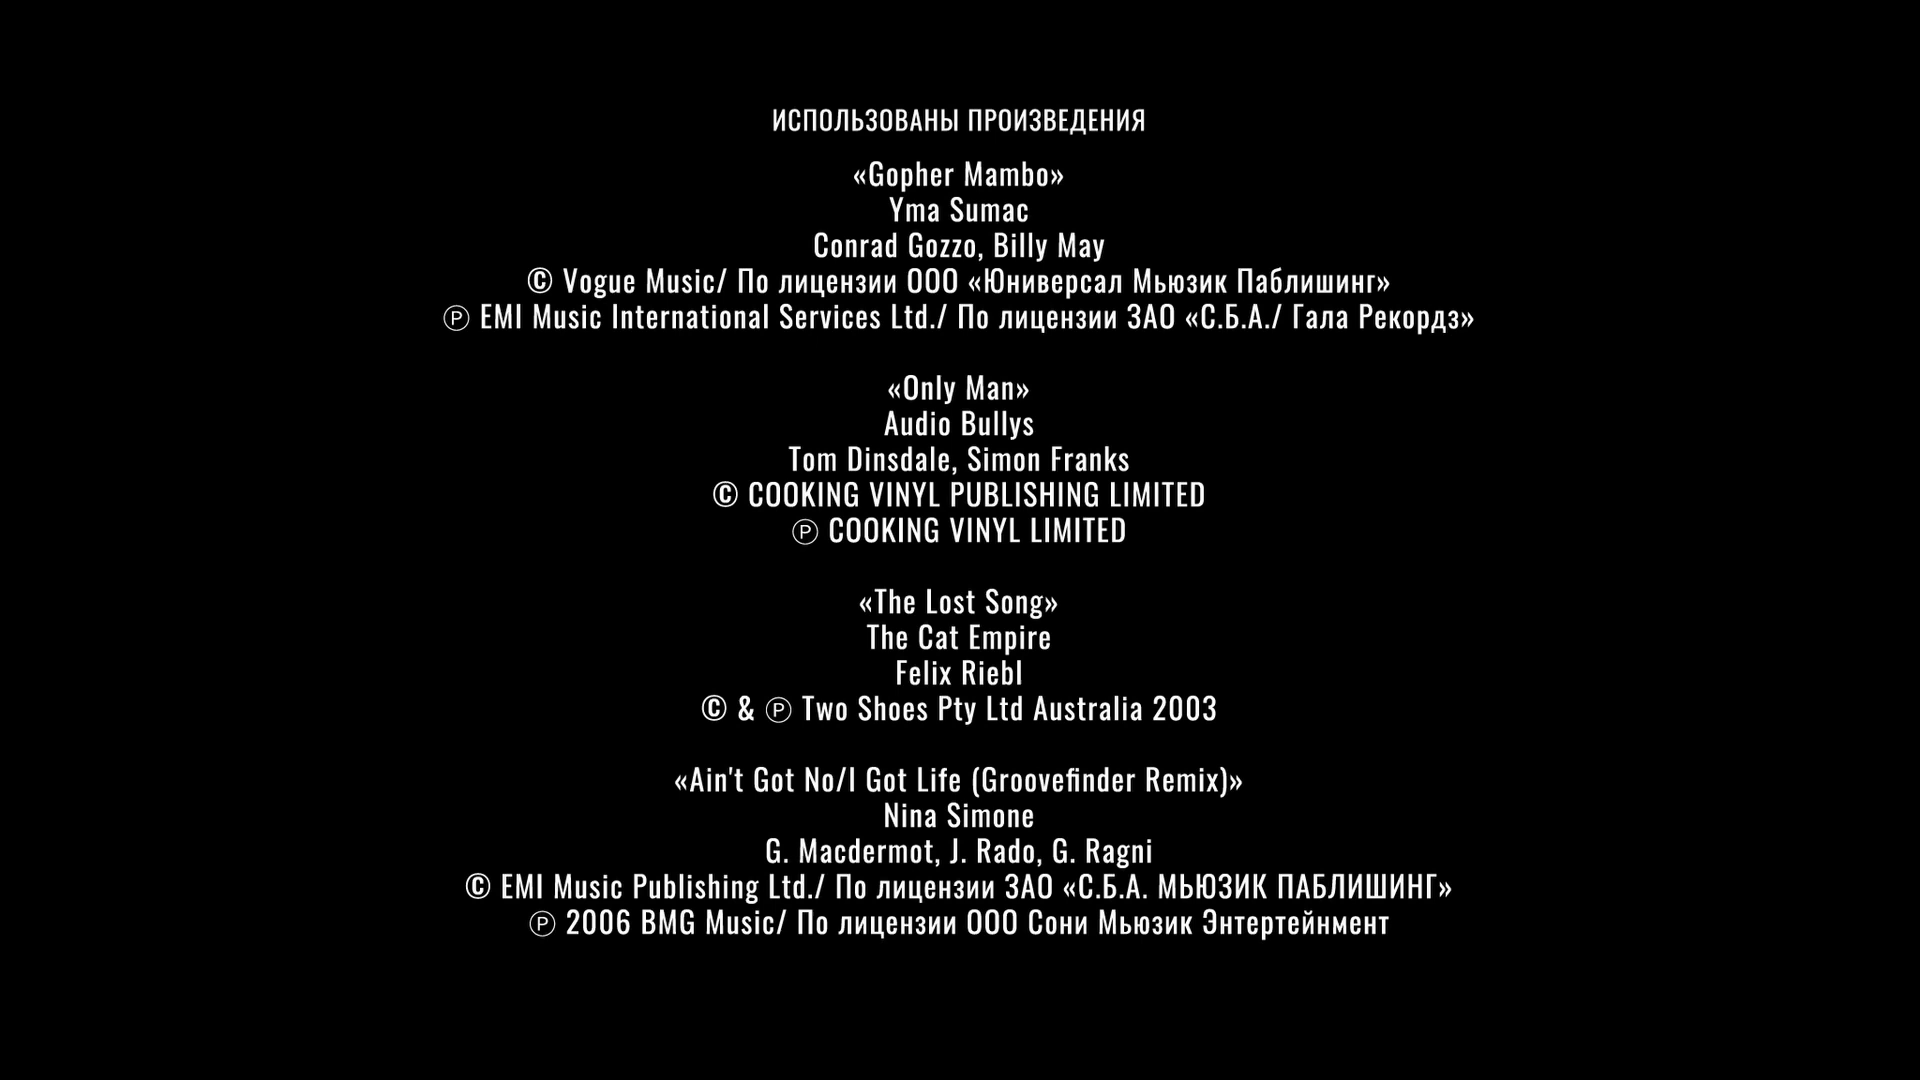 ИСПОЛЬЗОВАНЫ ПРОИЗВЕДЕНИЯ
«Gopher Mambo»
Yma Sumac
Conrad Gozzo, Billy May
© Vogue Music/ По лицензии ООО «Юниверсал Мьюзик Паблишинг»
℗ EMI Music International Services Ltd./ По лицензии ЗАО «С.Б.А./ Гала Рекордз»
«Only Man»
Audio Bullys
Tom Dinsdale, Simon Franks
© COOKING VINYL PUBLISHING LIMITED
℗ COOKING VINYL LIMITED
«The Lost Song»
The Cat Empire
Felix Riebl
© & ℗ Two Shoes Pty Ltd Australia 2003
«Ain't Got No/I Got Life (Groovefinder Remix)»
Nina Simone
G. Macdermot, J. Rado, G. Ragni
© EMI Music Publishing Ltd./ По лицензии ЗАО «С.Б.А. МЬЮЗИК ПАБЛИШИНГ»
℗ 2006 BMG Music/ По лицензии ООО Сони Мьюзик Энтертейнмент